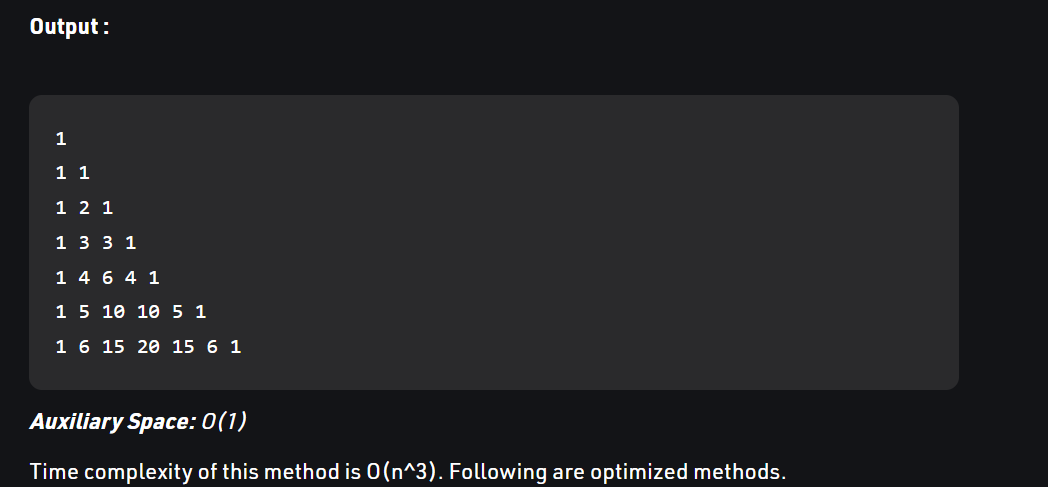 Output :
1
1 1
1 2 1
1 3 3 1
1 4 6 4 1
1 5 10 10 5 1
1 6 15 20 15 6 1
Auxiliary Space: O(1)
Time complexity of this method is O(n^3). Following are optimized methods.